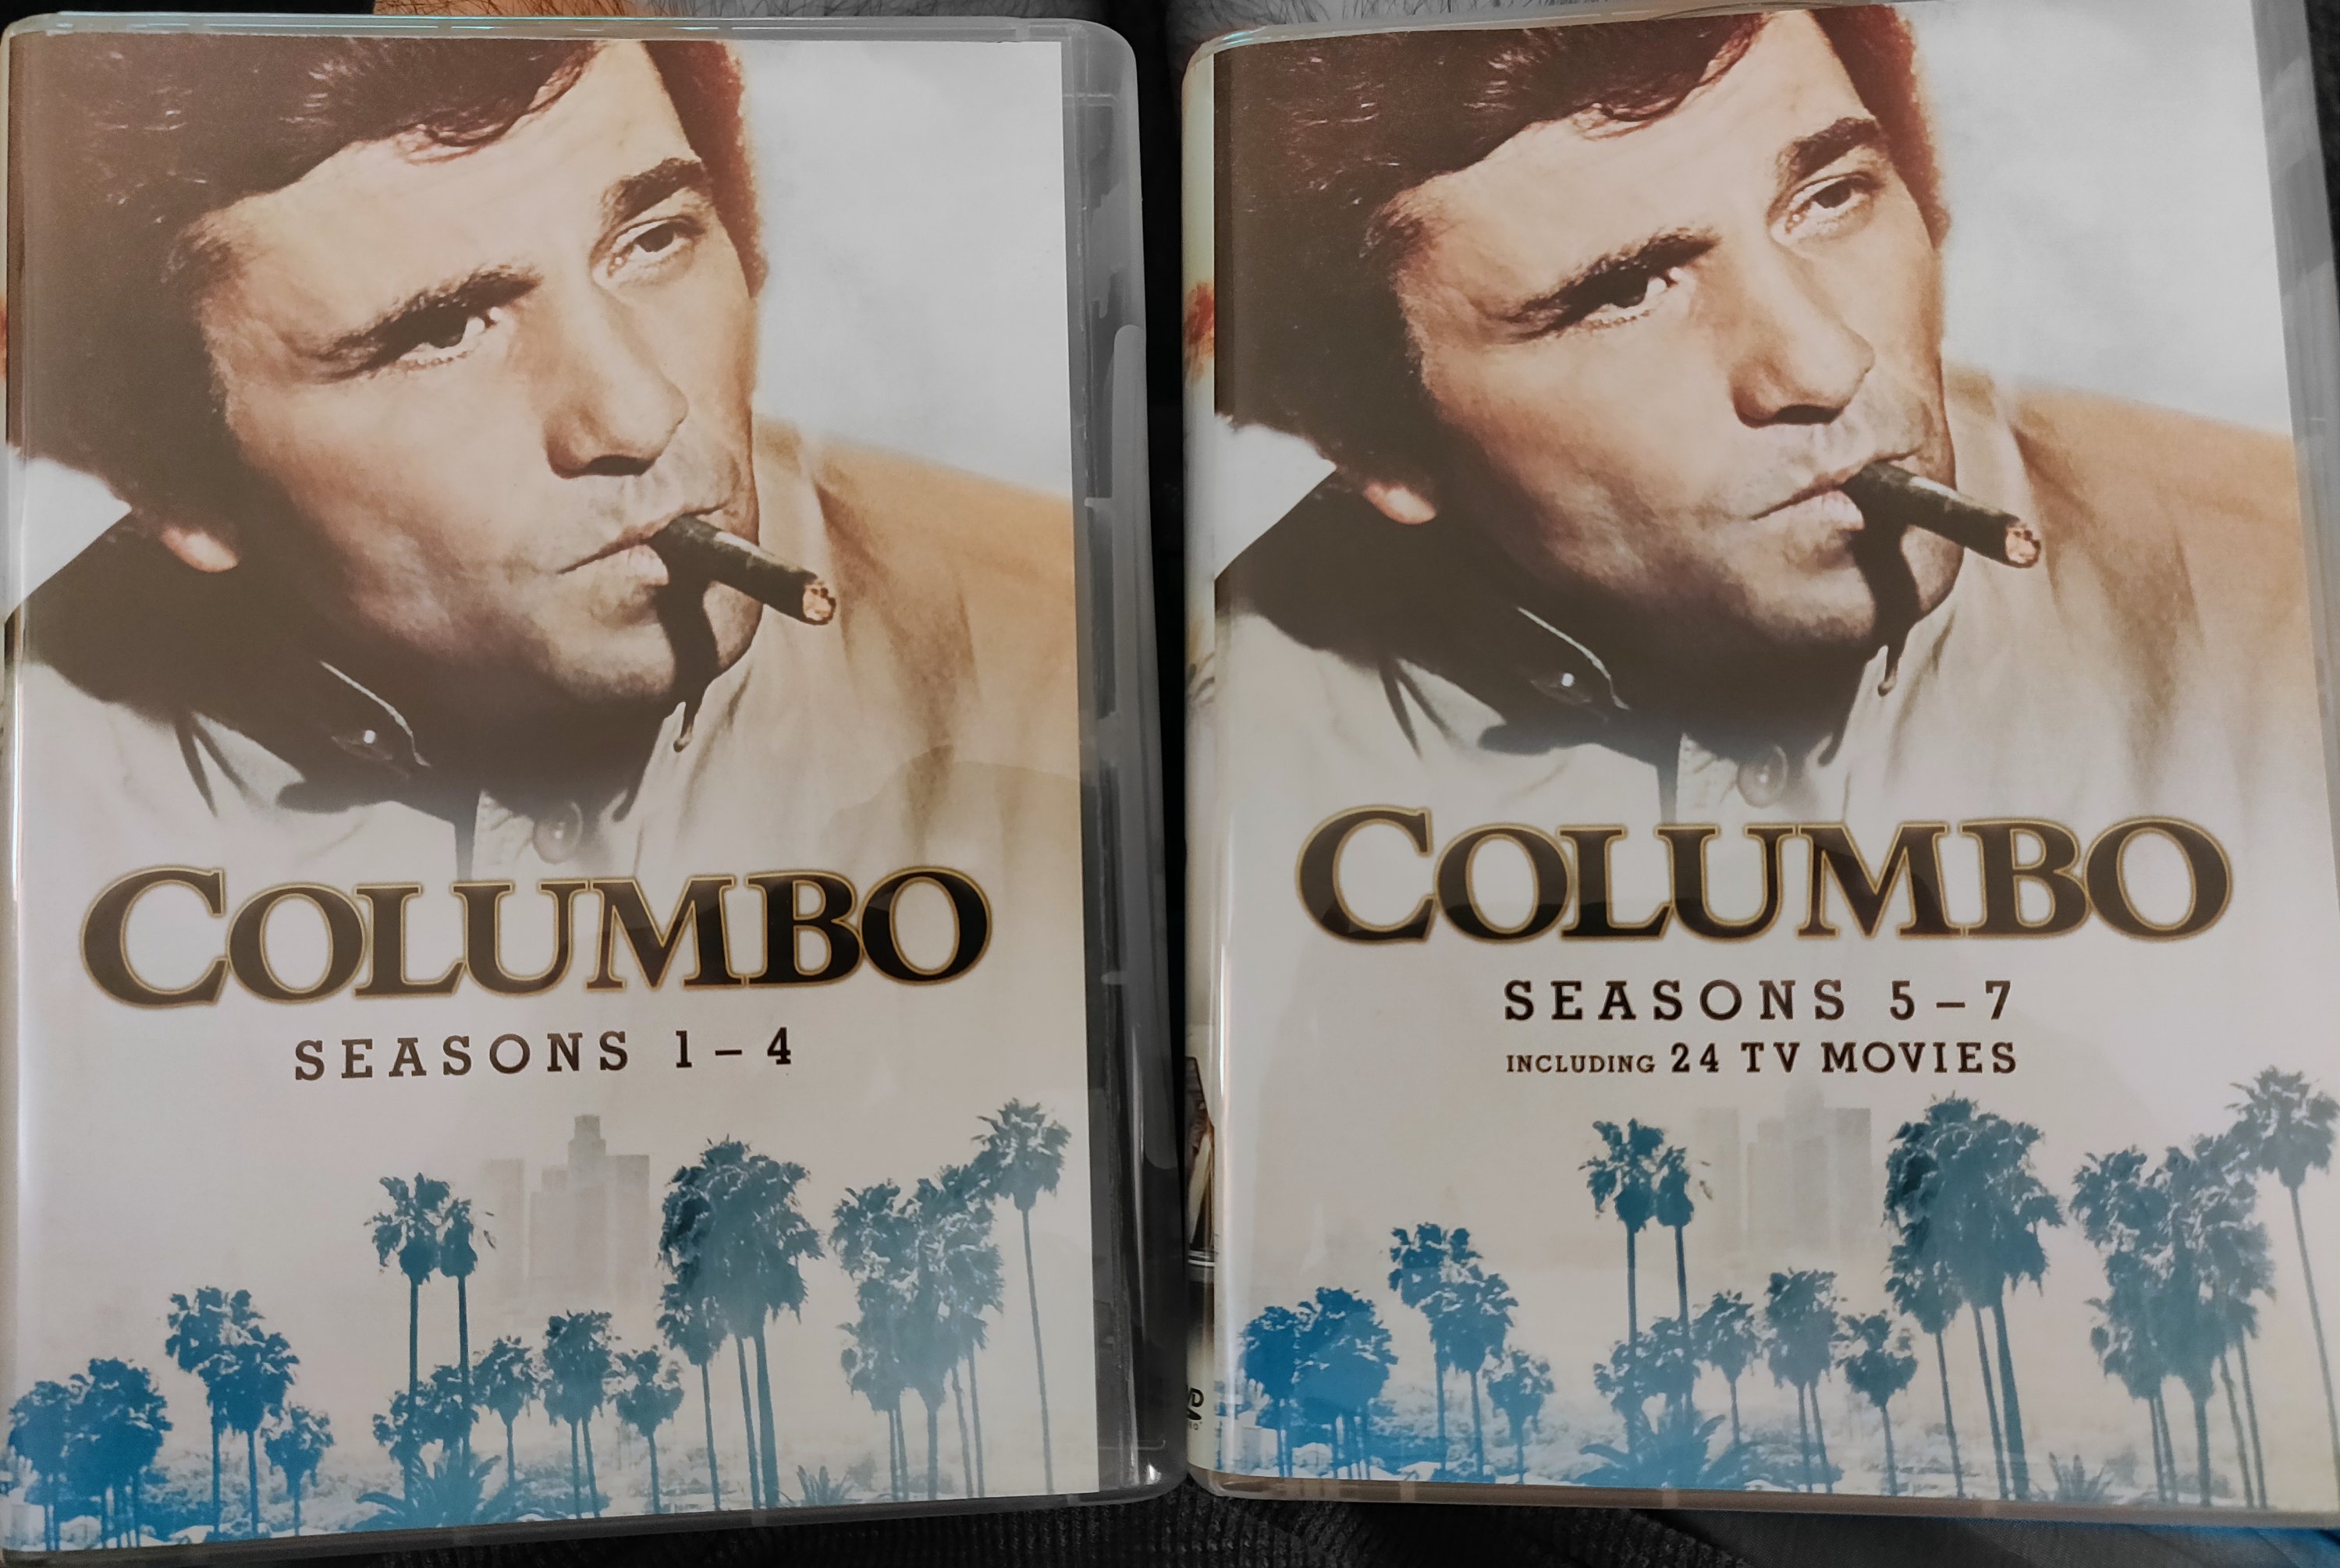 COLUMBO
SEASONS 1 – 4
COLUMBO
SEASONS 5 – 7
INCLUDING 24 TV MOVIES